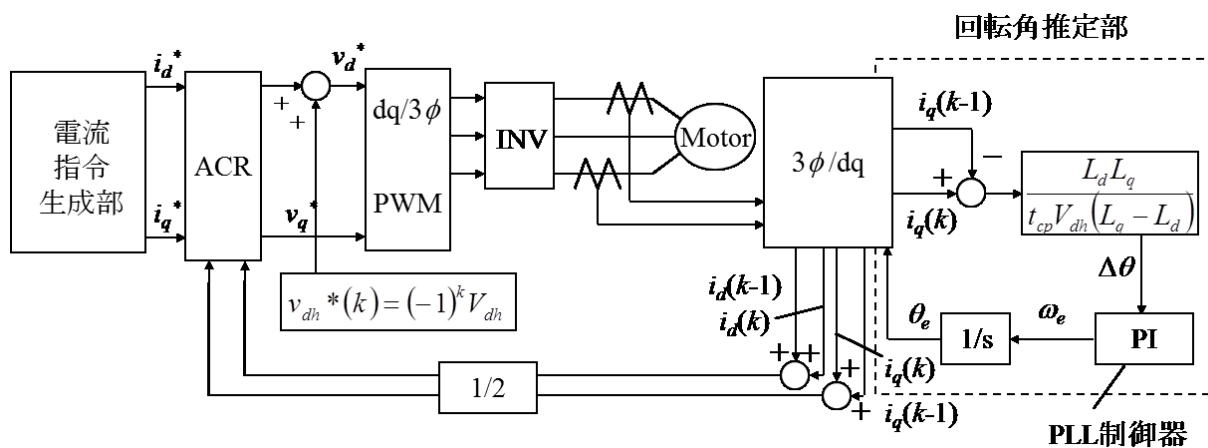 回転角推定部
電流
指令
生成部
i_d*
i_q*
ACR
+
+
v_d*
v_q*
dq/3ϕ
PWM
INV
Motor
3ϕ/dq
i_q(k-1)
−
+
i_q(k)
L_d L_q
t_cp V_dh (L_q − L_d)
Δθ
PI
ω_e
1/s
θ_e
v_dh *(k) = (−1)^k V_dh
i_d(k-1)
i_d(k)
+
+
+
i_q(k)
+
i_q(k-1)
1/2
PLL制御器